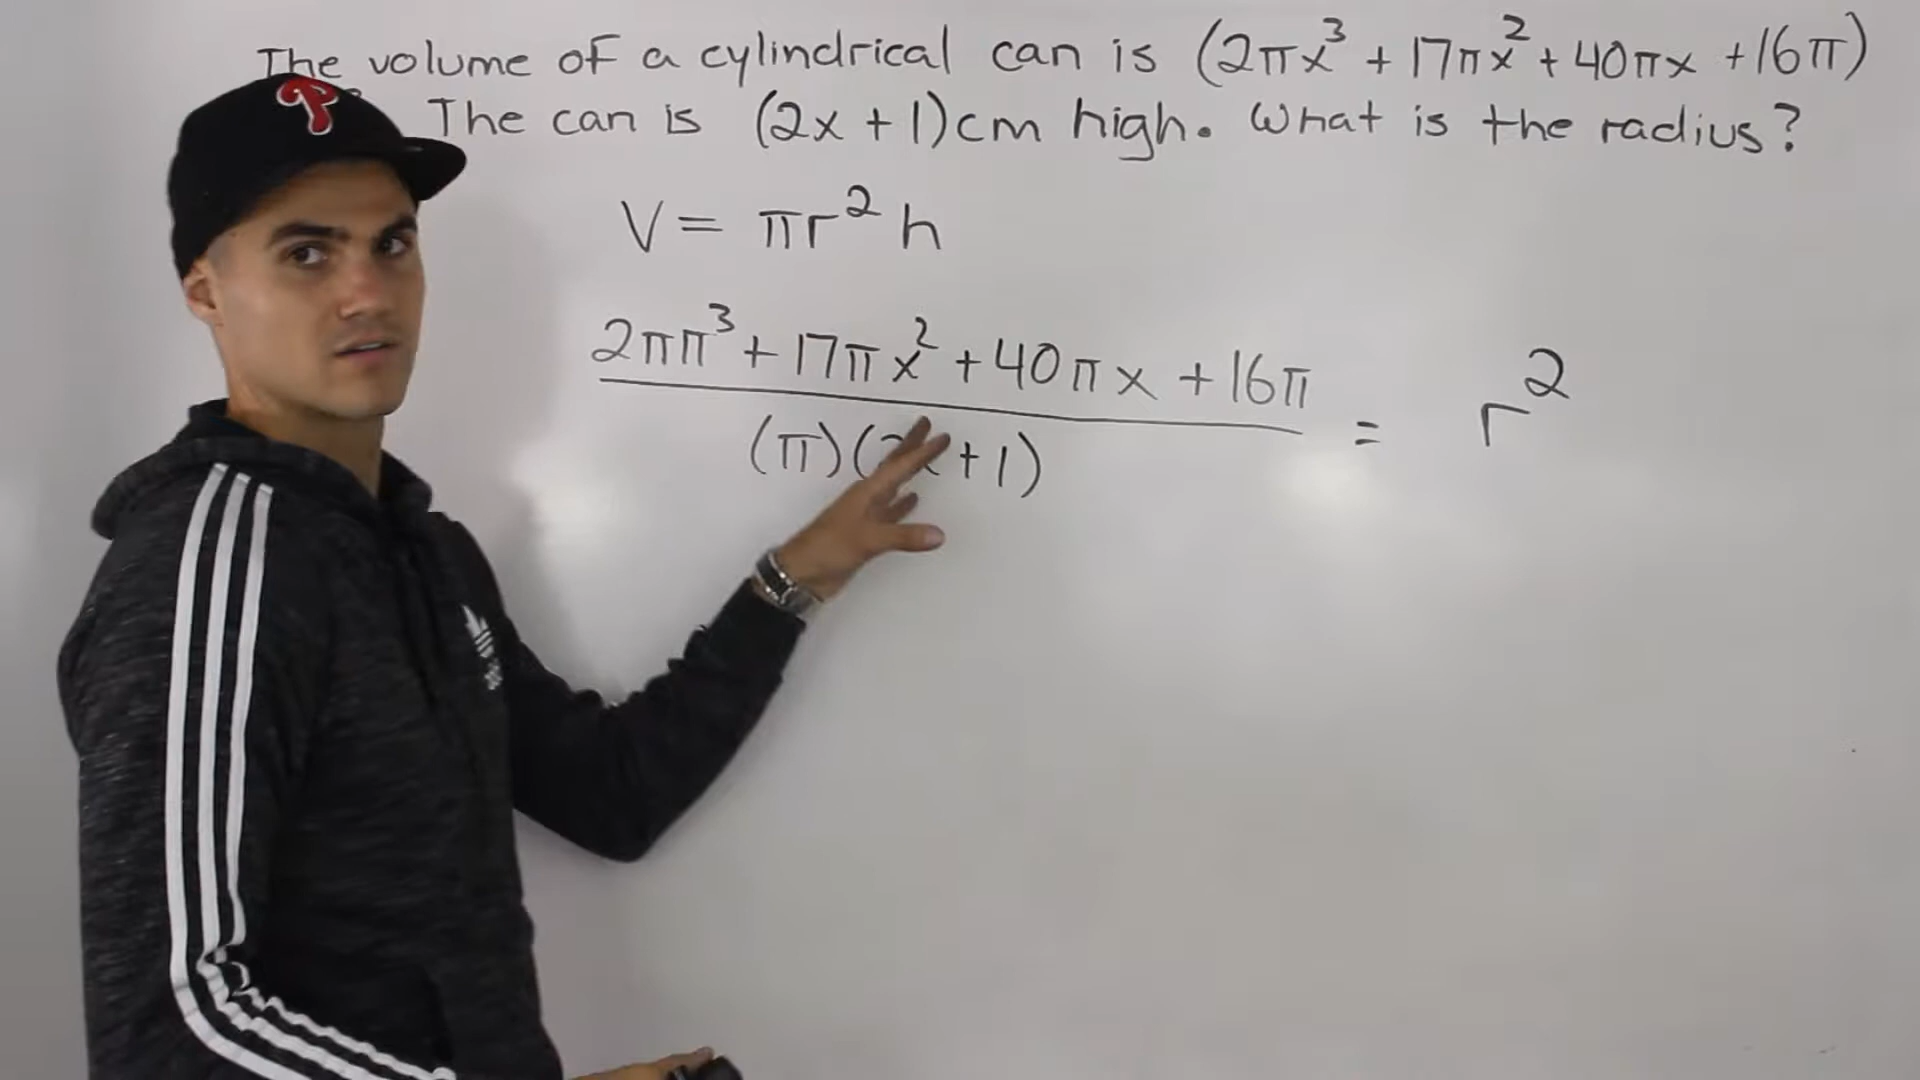 The volume of a cylindrical can is (2πx³ + 17πx² + 40πx + 16π)
The can is (2x + 1)cm high. What is the radius?
V = πr²h
2ππ³ + 17πx² + 40πx + 16π
= r²
(π)(2x + 1)
P